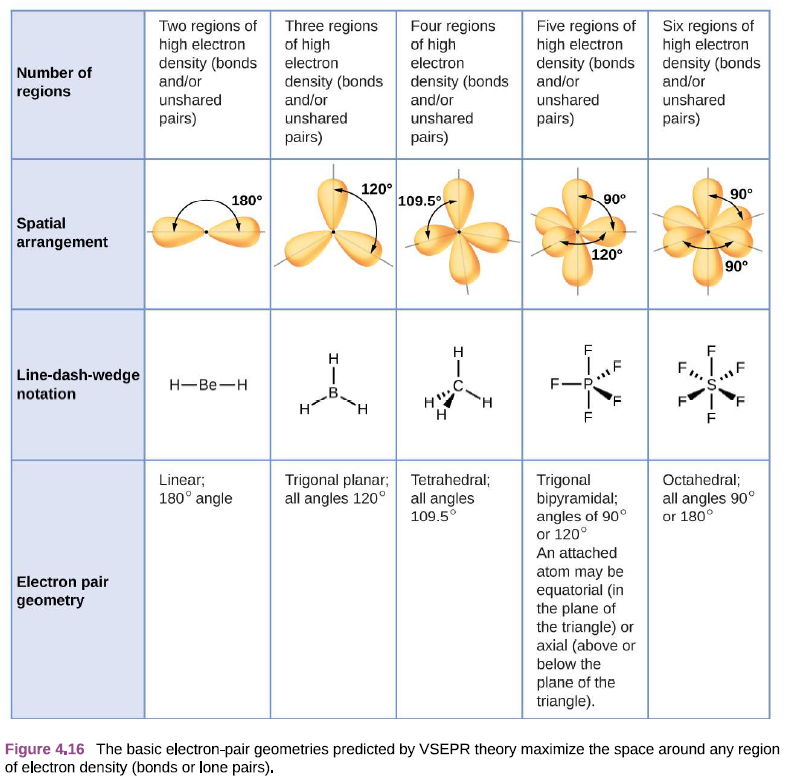 Number of
regions
Two regions of
high electron
density (bonds
and/or
unshared
pairs)
Three regions
of high
electron
density (bonds
and/or
unshared
pairs)
Four regions
of high
electron
density (bonds
and/or
unshared
pairs)
Five regions of
high electron
density (bonds
and/or
unshared
pairs)
Six regions of
high electron
density (bonds
and/or
unshared
pairs)
Spatial
arrangement
180°
120°
109.5°
90°
120°
90°
90°
Line-dash-wedge
notation
H—Be—H
H
B
H H
H
C
H H
H
F
F
F—P
F
F
F
F F
S
F F
F
Electron pair
geometry
Linear;
180° angle
Trigonal planar;
all angles 120°
Tetrahedral;
all angles
109.5°
Trigonal
bipyramidal;
angles of 90°
or 120°
An attached
atom may be
equatorial (in
the plane of
the triangle) or
axial (above or
below the
plane of the
triangle).
Octahedral;
all angles 90°
or 180°
Figure 4.16 The basic electron-pair geometries predicted by VSEPR theory maximize the space around any region
of electron density (bonds or lone pairs).